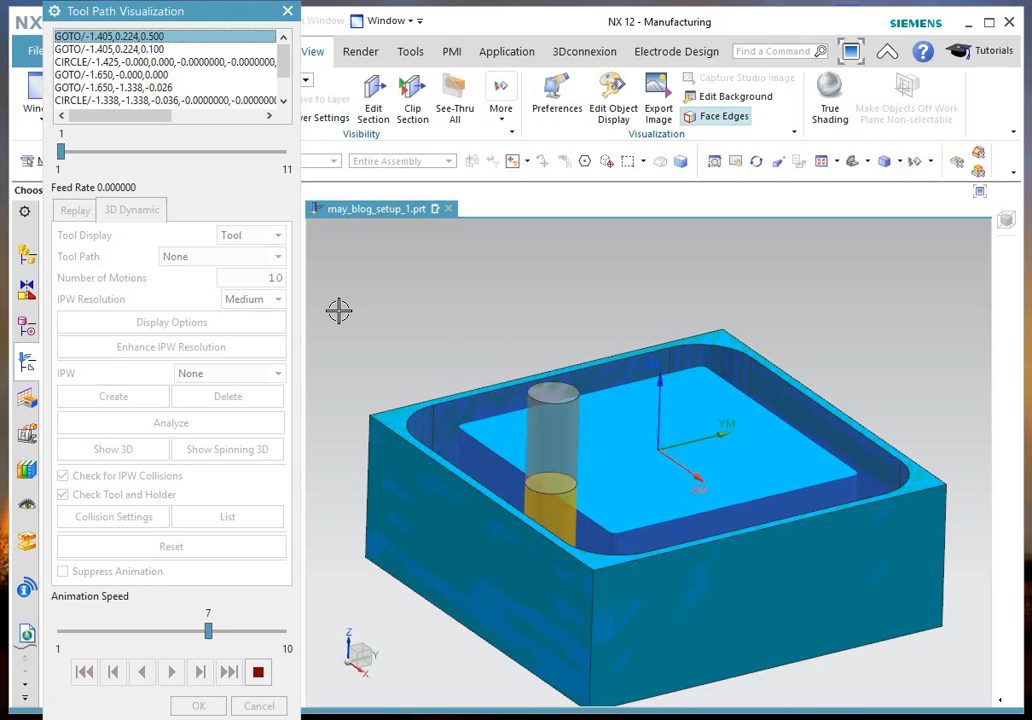 Tool Path Visualization
Window
NX 12 - Manufacturing
NX
SIEMENS
File
View
Render
Tools
PMI
Application
3Dconnexion
Electrode Design
Find a Command
Tutorials
GOTO/-1.405,0.224,0.500
GOTO/-1.405,0.224,0.100
CIRCLE/-1.425,-0.000,0.000,-0.0000000,-0.0000000,
GOTO/-1.650,-0.000,0.000
GOTO/-1.650,-1.338,-0.026
CIRCLE/-1.338,-1.338,-0.036,-0.0000000,-0.0000000
Edit
Section
Clip
Section
See-Thru
All
More
Preferences
Edit Object
Display
Export
Image
Capture Studio Image
Edit Background
Face Edges
True
Shading
Make Objects Off Work
Plane Non-selectable
Visibility
Visualization
1
1
11
Entire Assembly
Feed Rate 0.000000
Replay
3D Dynamic
may_blog_setup_1.prt
Tool Display
Tool
Tool Path
None
Number of Motions
10
IPW Resolution
Medium
Display Options
Enhance IPW Resolution
IPW
None
Create
Delete
Analyze
Show 3D
Show Spinning 3D
Check for IPW Collisions
Check Tool and Holder
Collision Settings
List
Reset
Suppress Animation
Animation Speed
7
1
10
OK
Cancel
YM
XM
Z
Y
X